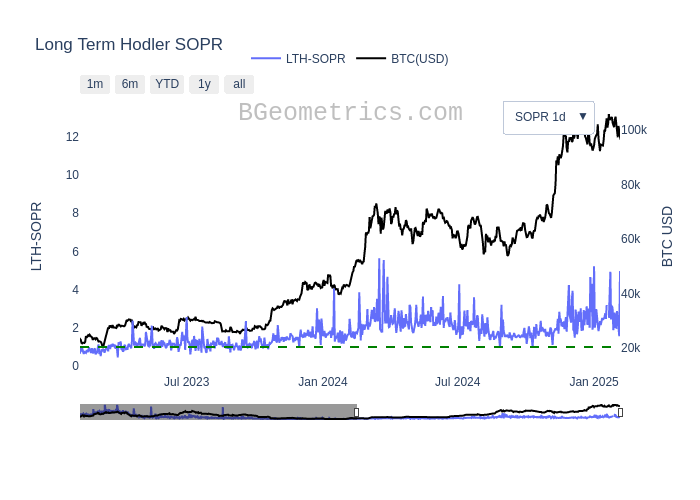 Long Term Hodler SOPR
LTH-SOPR BTC(USD)
1m 6m YTD 1y all
BGeometrics.com
SOPR 1d ▼
12
10
8
6
4
2
0
LTH-SOPR
100k
80k
60k
40k
20k
BTC USD
Jul 2023 Jan 2024 Jul 2024 Jan 2025